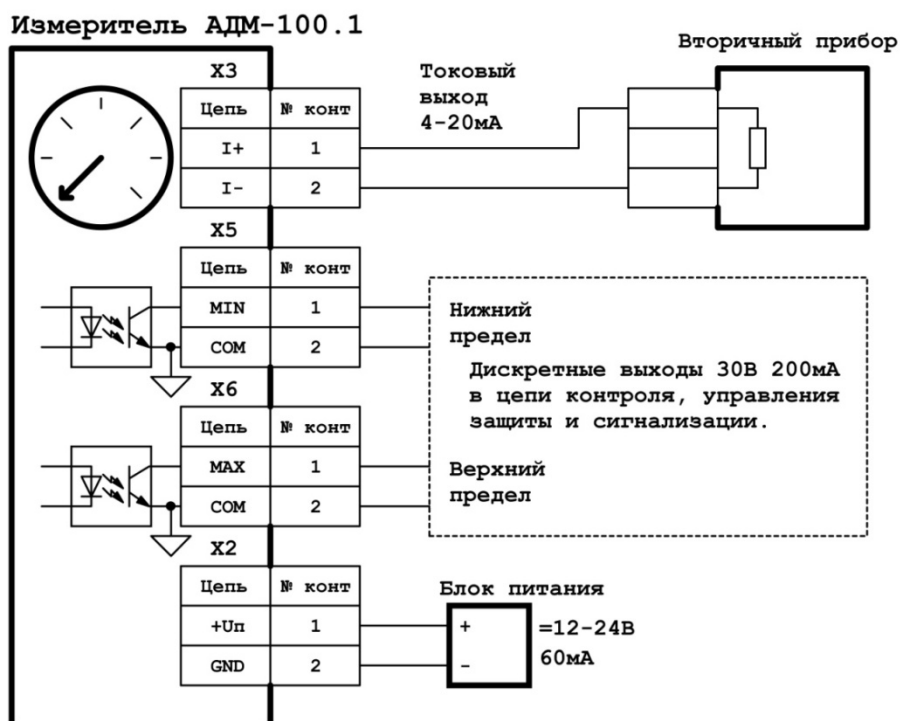 Измеритель АДМ-100.1
Вторичный прибор
X3
Цепь № конт
I+ 1
I- 2
Токовый
выход
4-20мА
X5
Цепь № конт
MIN 1
COM 2
Нижний
предел
Дискретные выходы 30В 200мА
в цепи контроля, управления
защиты и сигнализации.
X6
Цепь № конт
MAX 1
COM 2
Верхний
предел
X2
Цепь № конт
+Uп 1
GND 2
Блок питания
+ =12-24В
- 60мА